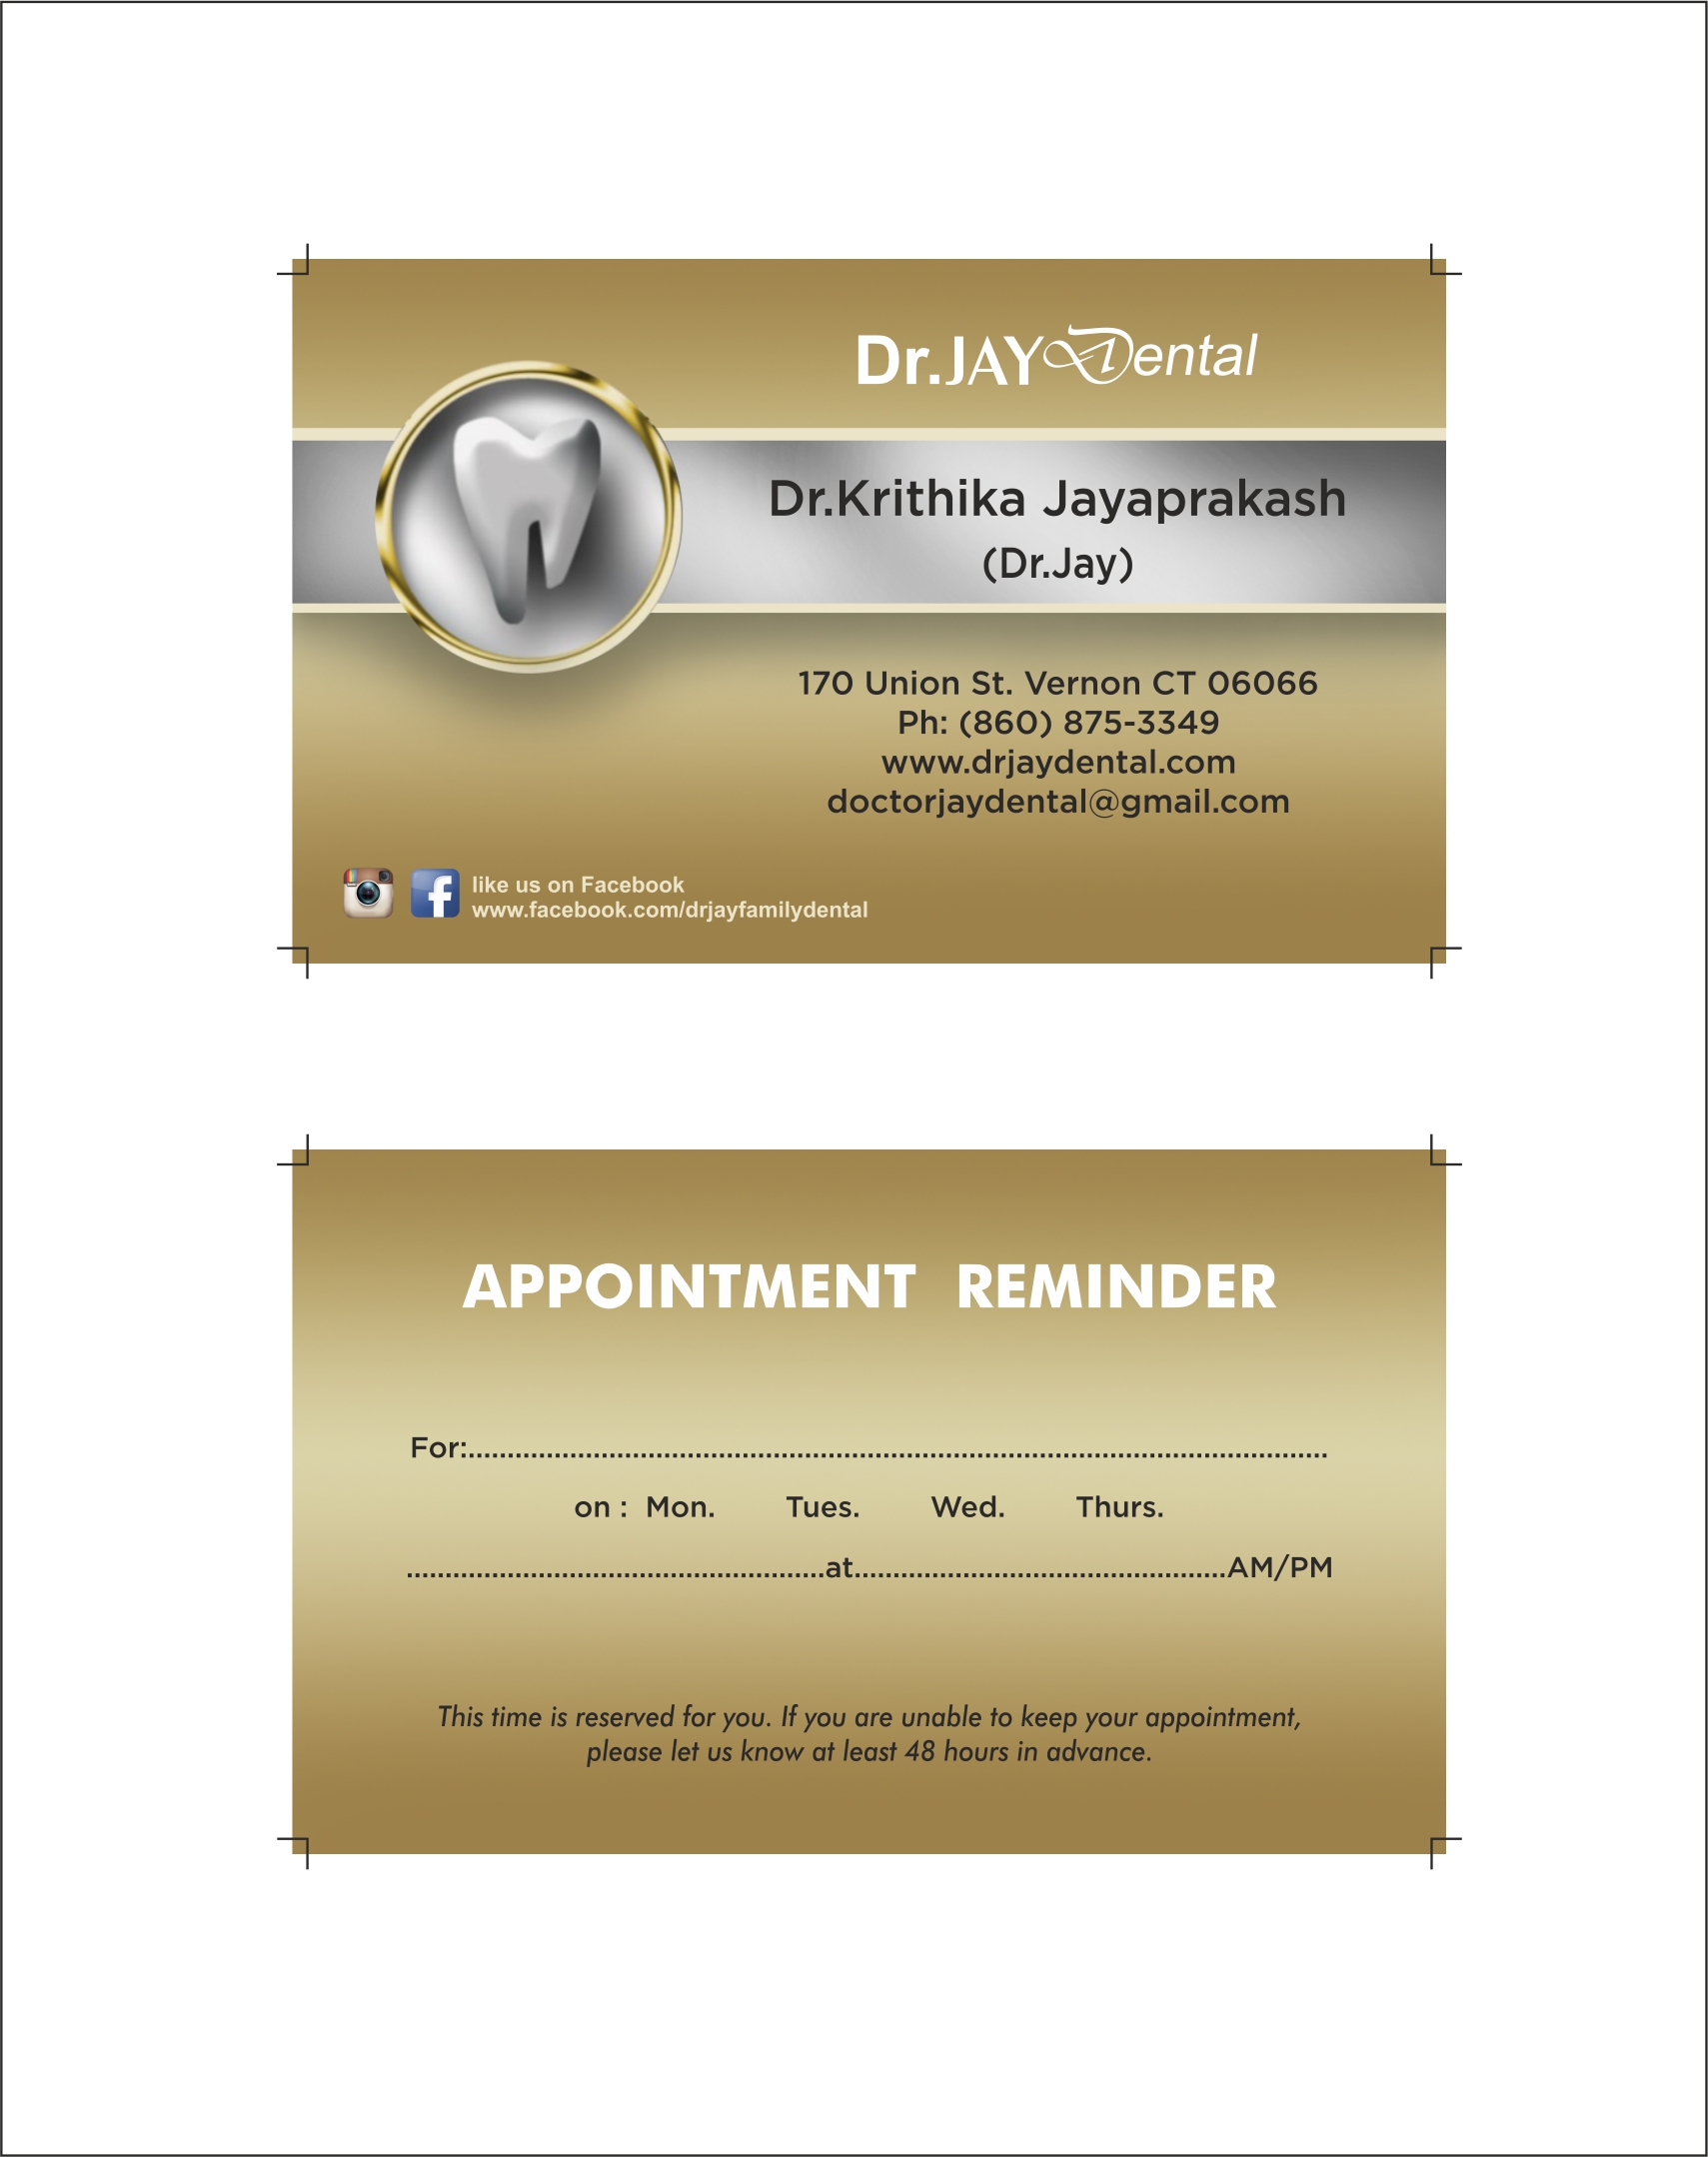 Dr.JAY Dental
Dr.Krithika Jayaprakash
(Dr.Jay)
170 Union St. Vernon CT 06066
Ph: (860) 875-3349
www.drjaydental.com
doctorjaydental@gmail.com
like us on Facebook
www.facebook.com/drjayfamilydental
APPOINTMENT REMINDER
For:..............................................................................................................
on : Mon. Tues. Wed. Thurs.
......................................................at................................................AM/PM
This time is reserved for you. If you are unable to keep your appointment,
please let us know at least 48 hours in advance.